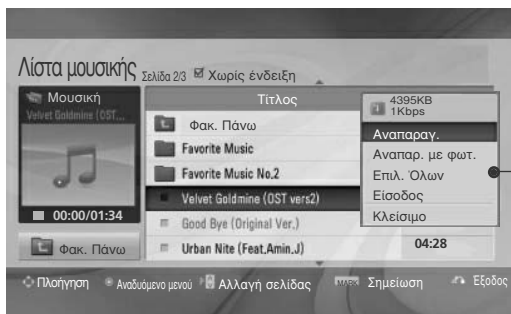 Λίστα μουσικής Σελίδα 2/3 Χωρίς ένδειξη
Μουσική
Velvet Goldmine (OST...
00:00/01:34
Φακ. Πάνω
Τίτλος
Φακ. Πάνω
Favorite Music
Favorite Music No.2
Velvet Goldmine (OST vers2)
Good Bye (Original Ver.)
Urban Nite (Feat.Amin.J)
04:28
4395KB
1Kbps
Αναπαραγ.
Αναπαρ. με φωτ.
Επιλ. Όλων
Είσοδος
Κλείσιμο
Πλοήγηση Αναδυόμενο μενού Αλλαγή σελίδας MARK Σημείωση Εξοδος